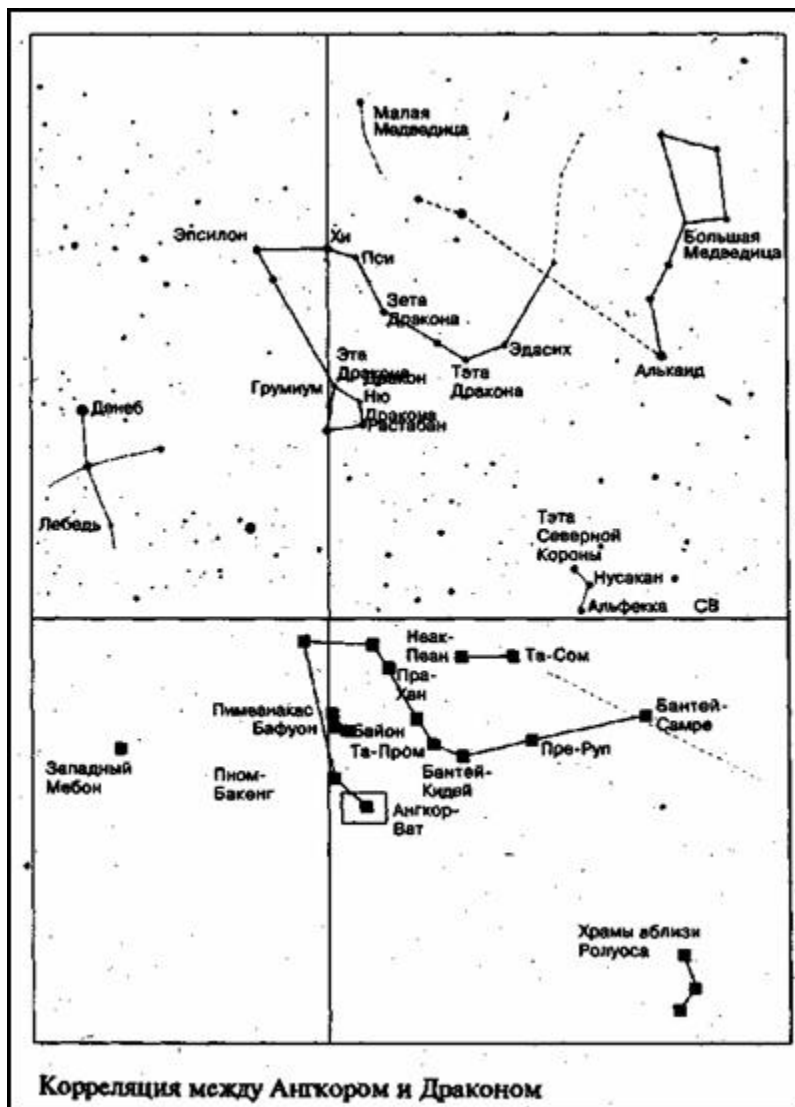 Малая
Медведица
Эпсилон
Хи
Пси
Большая
Медведица
Зета
Дракона
Эдасих
Эта
Дракона
Дракон
Тэта
Дракона
Алькаид
Грумиум
Ню
Дракона
Растабан
Денеб
Лебедь
Тэта
Северной
Короны
Нусакан
Альфекка
СВ
Неак-
Пеан
Та-Сом
Пра-
Хан
Бантей-
Самре
Пимеанакас
Бафуон
Байон
Та-Пром
Пре-Руп
Западный
Мебон
Пном-
Бакенг
Бантей-
Кидей
Ангкор-
Ват
Храмы вблизи
Ролуоса
Корреляция между Ангкором и Драконом